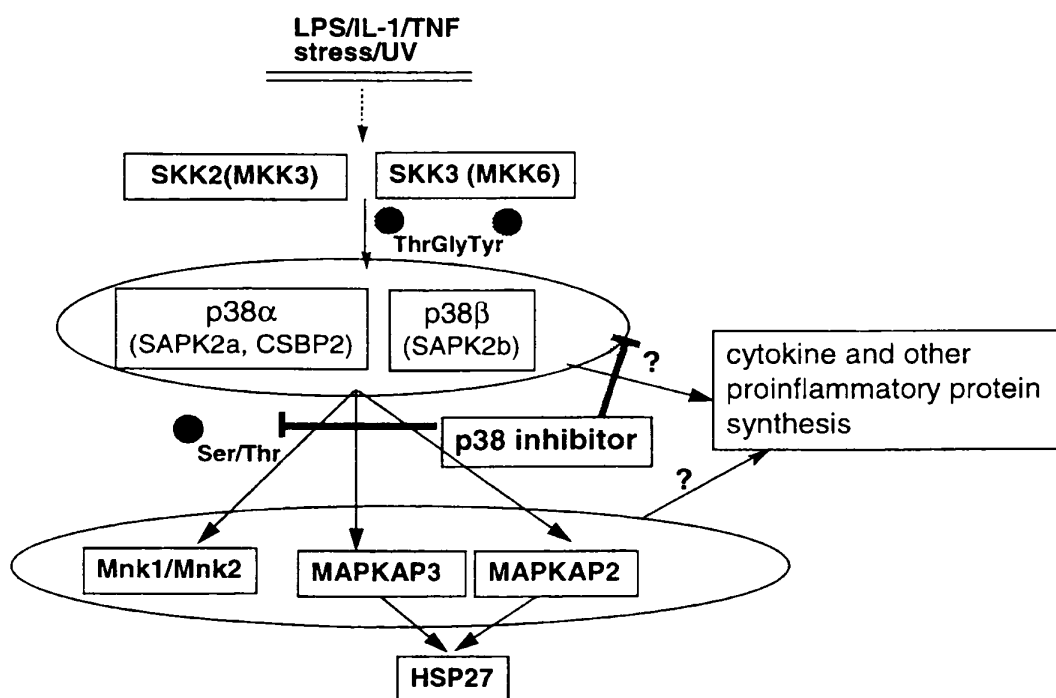 LPS/IL-1/TNF
stress/UV
SKK2(MKK3)
SKK3 (MKK6)
ThrGlyTyr
p38α
(SAPK2a, CSBP2)
p38β
(SAPK2b)
?
cytokine and other
proinflammatory protein
synthesis
p38 inhibitor
Ser/Thr
?
Mnk1/Mnk2
MAPKAP3
MAPKAP2
HSP27